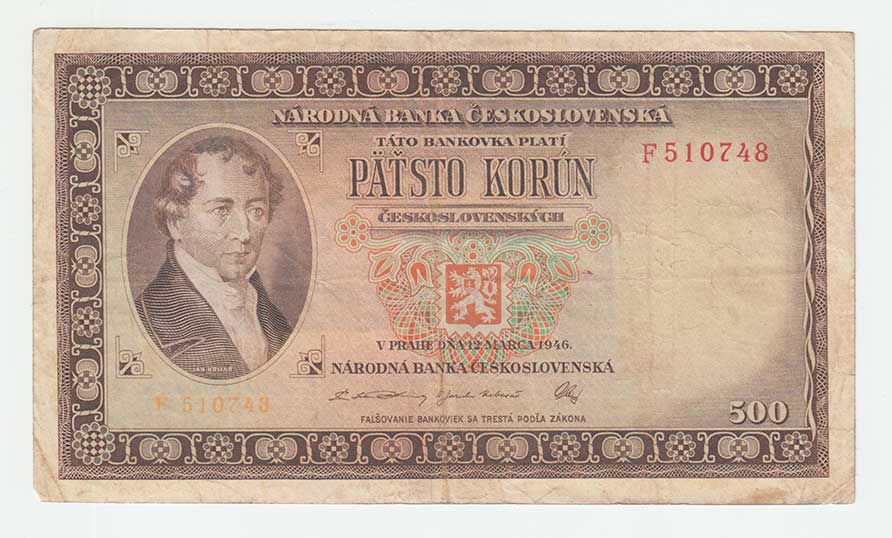 NÁRODNÁ BANKA ČESKOSLOVENSKÁ
TÁTO BANKOVKA PLATÍ
F 510748
PÄŤSTO KORÚN
ČESKOSLOVENSKÝCH
V PRAHE DŇA 12. MARCA 1946.
NÁRODNÁ BANKA ČESKOSLOVENSKÁ
JÁN KOLLÁR
F 510748
500
FALŠOVANIE BANKOVIEK SA TRESTÁ PODĽA ZÁKONA